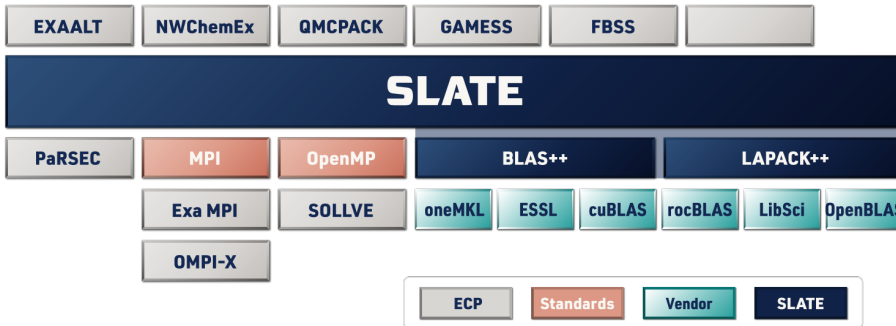 EXAALT NWChemEx QMCPACK GAMESS FBSS
SLATE
PaRSEC MPI OpenMP BLAS++ LAPACK++
Exa MPI SOLLVE oneMKL ESSL cuBLAS rocBLAS LibSci OpenBLAS
OMPI-X
ECP Standards Vendor SLATE